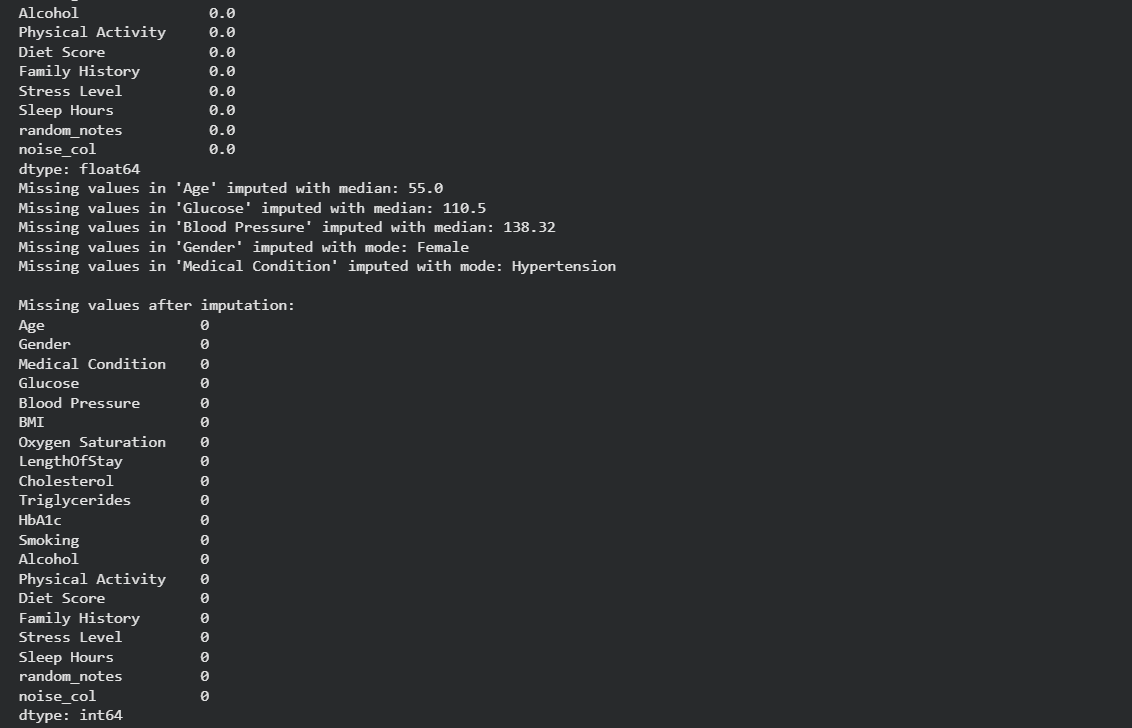 Alcohol 0.0
Physical Activity 0.0
Diet Score 0.0
Family History 0.0
Stress Level 0.0
Sleep Hours 0.0
random_notes 0.0
noise_col 0.0
dtype: float64
Missing values in 'Age' imputed with median: 55.0
Missing values in 'Glucose' imputed with median: 110.5
Missing values in 'Blood Pressure' imputed with median: 138.32
Missing values in 'Gender' imputed with mode: Female
Missing values in 'Medical Condition' imputed with mode: Hypertension
Missing values after imputation:
Age 0
Gender 0
Medical Condition 0
Glucose 0
Blood Pressure 0
BMI 0
Oxygen Saturation 0
LengthOfStay 0
Cholesterol 0
Triglycerides 0
HbA1c 0
Smoking 0
Alcohol 0
Physical Activity 0
Diet Score 0
Family History 0
Stress Level 0
Sleep Hours 0
random_notes 0
noise_col 0
dtype: int64